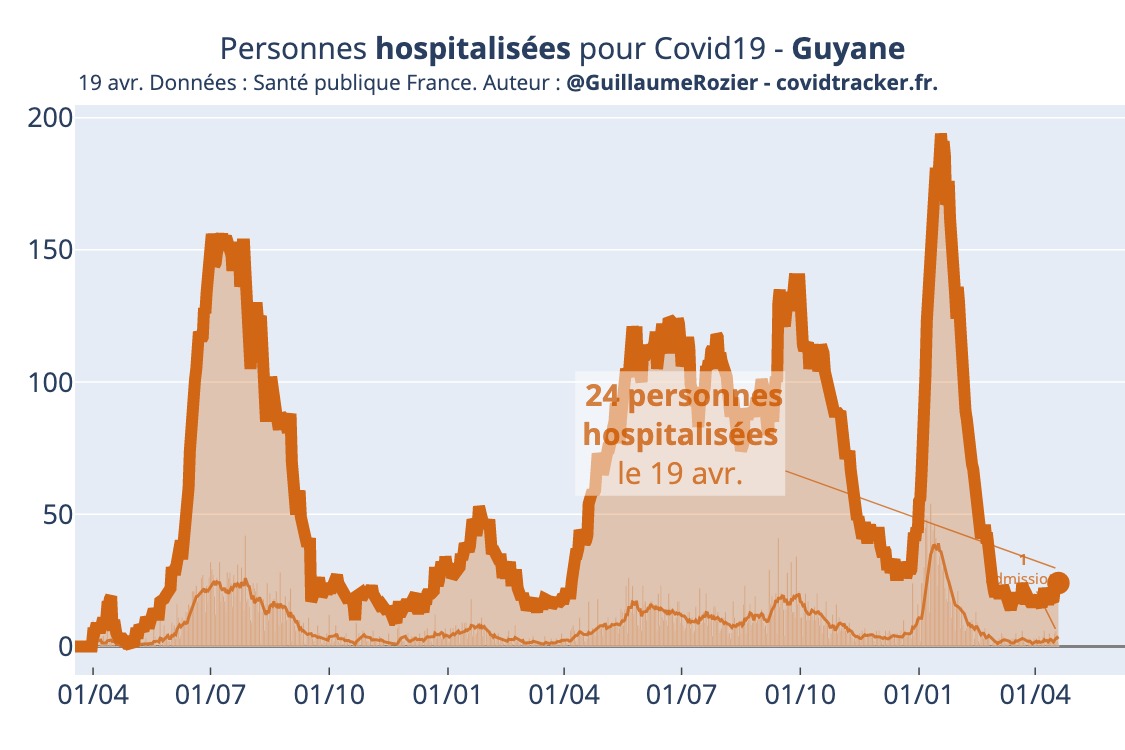 Personnes hospitalisées pour Covid19 - Guyane
19 avr. Données : Santé publique France. Auteur : @GuillaumeRozier - covidtracker.fr.
200
150
100
50
0
24 personnes
hospitalisées
le 19 avr.
1
dmissio
01/04 01/07 01/10 01/01 01/04 01/07 01/10 01/01 01/04